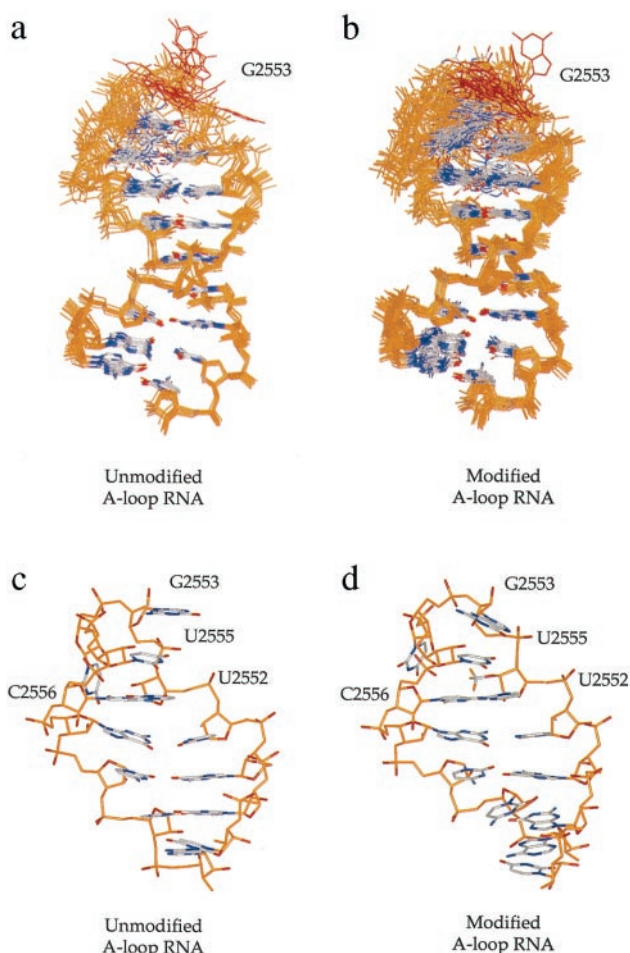 a
b
G2553
G2553
Unmodified
A-loop RNA
Modified
A-loop RNA
c
d
G2553
U2555
U2552
C2556
G2553
U2555
U2552
C2556
Unmodified
A-loop RNA
Modified
A-loop RNA